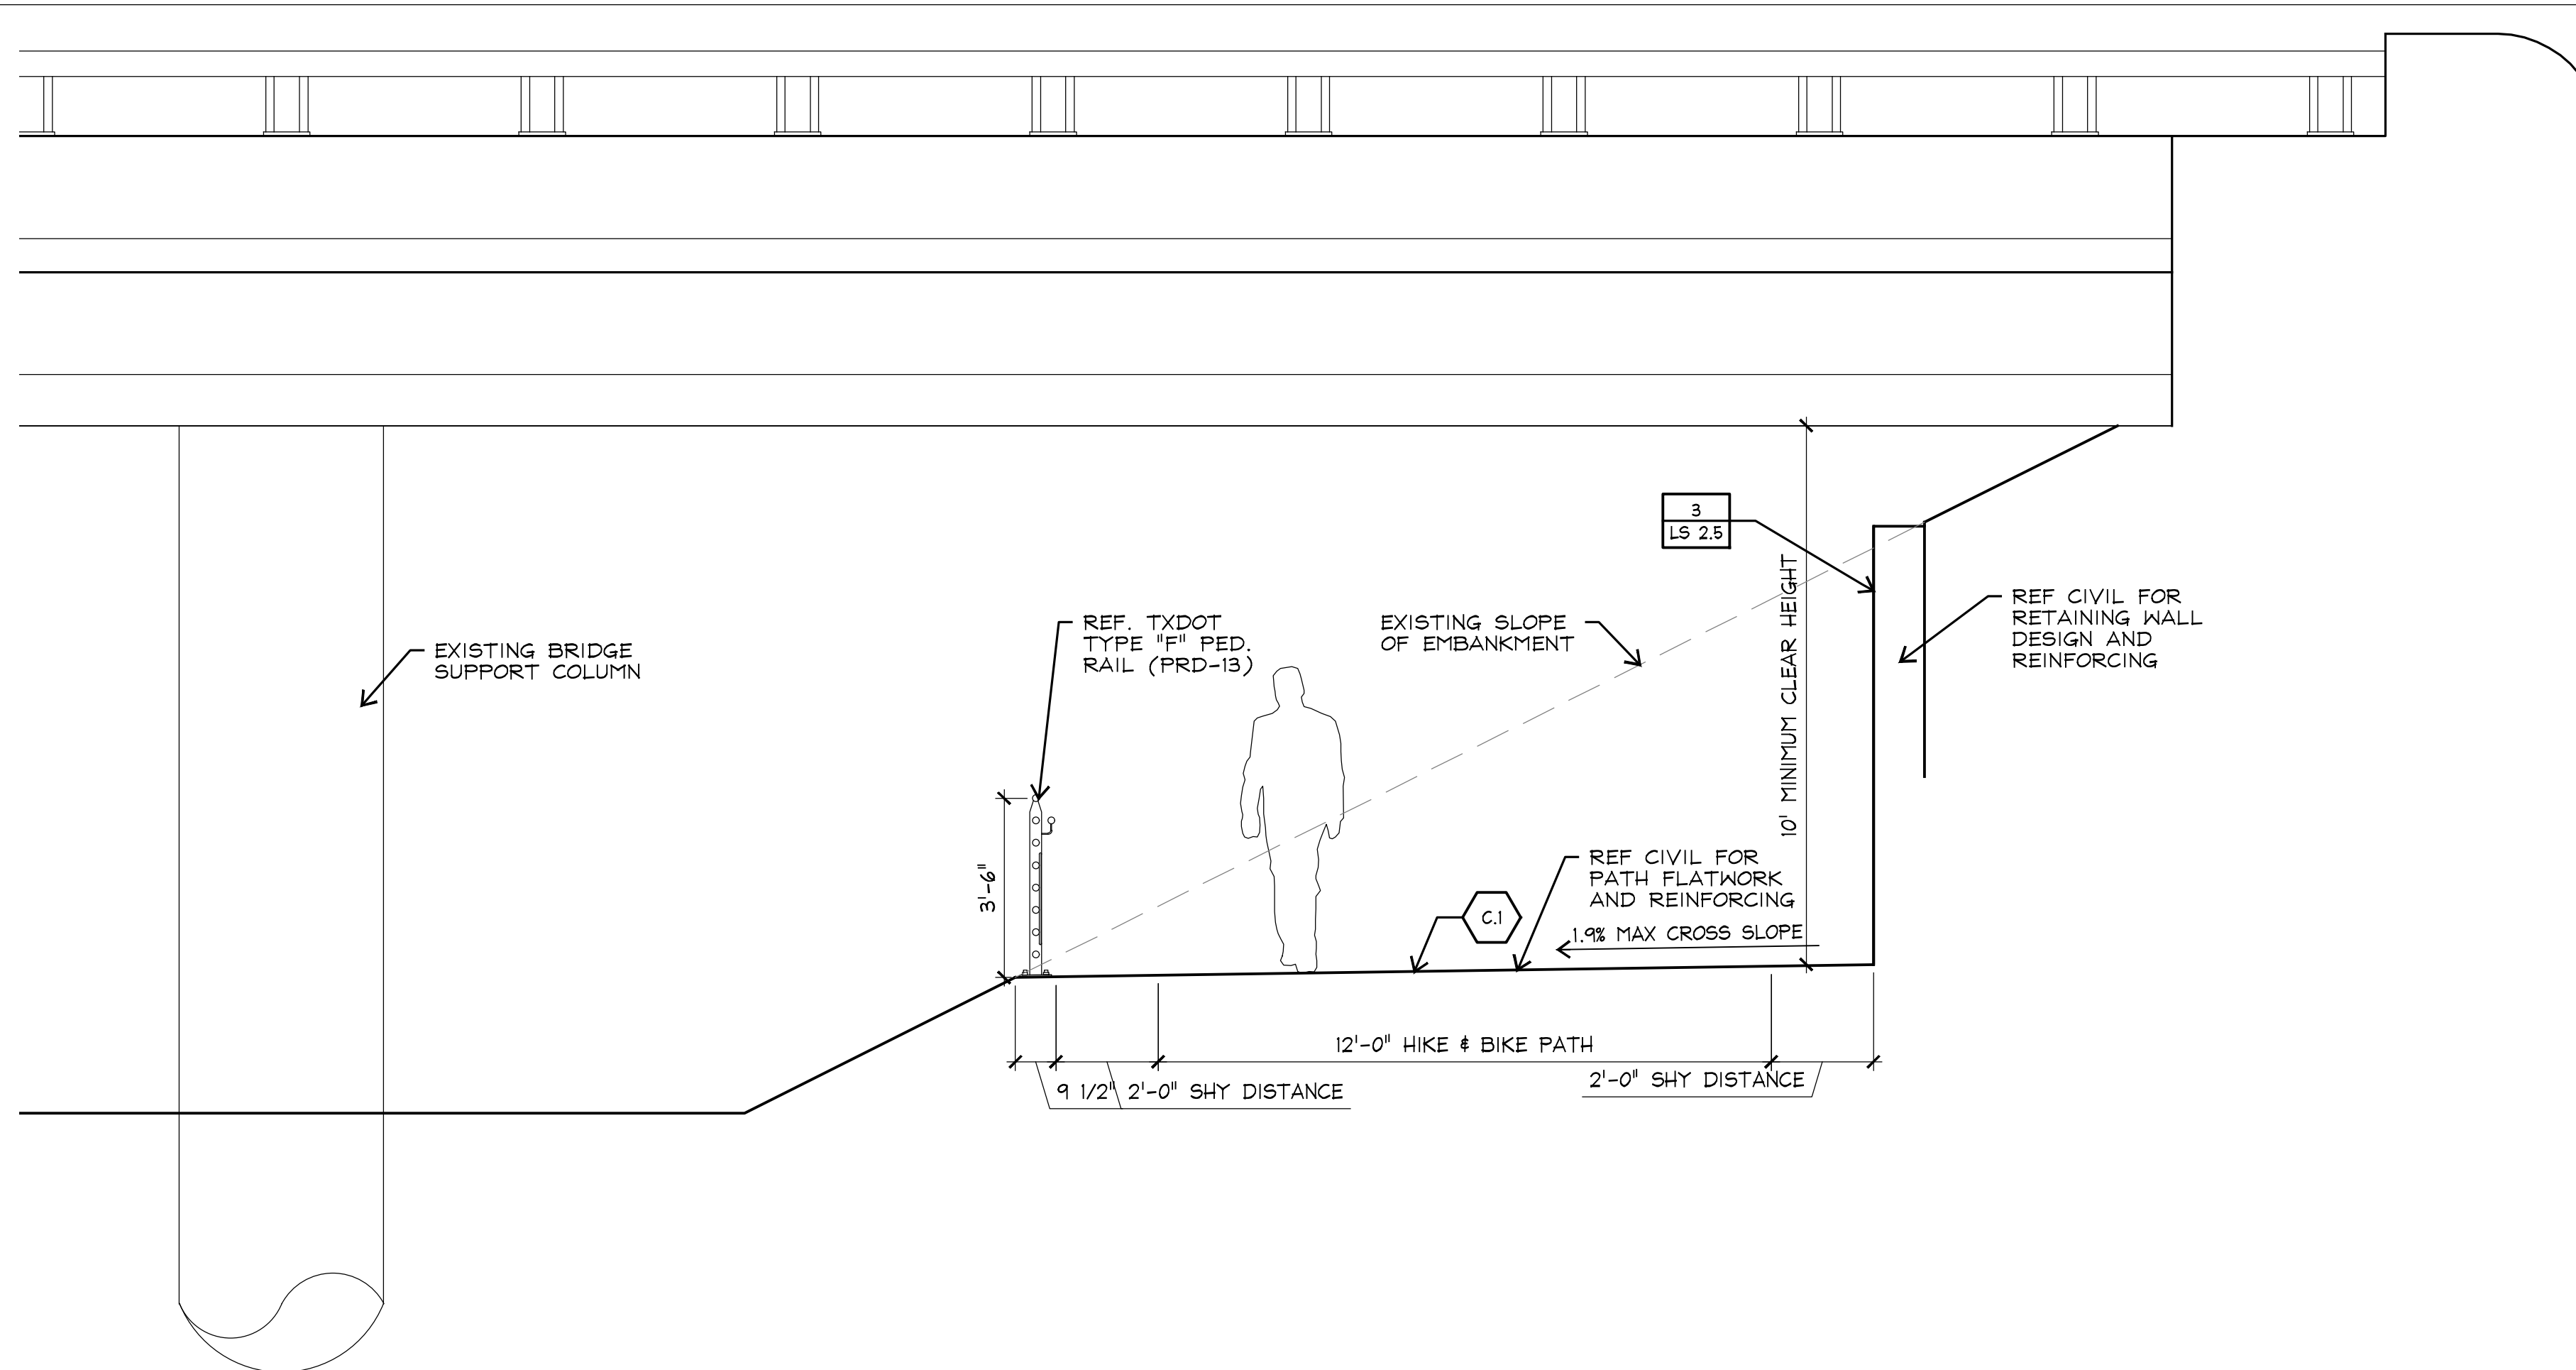 3
LS 2.5
EXISTING BRIDGE
SUPPORT COLUMN
REF. TXDOT
TYPE "F" PED.
RAIL (PRD-13)
EXISTING SLOPE
OF EMBANKMENT
10' MINIMUM CLEAR HEIGHT
REF CIVIL FOR
RETAINING WALL
DESIGN AND
REINFORCING
3'-6"
REF CIVIL FOR
PATH FLATWORK
AND REINFORCING
C.1
1.9% MAX CROSS SLOPE
12'-0" HIKE & BIKE PATH
9 1/2" 2'-0" SHY DISTANCE
2'-0" SHY DISTANCE